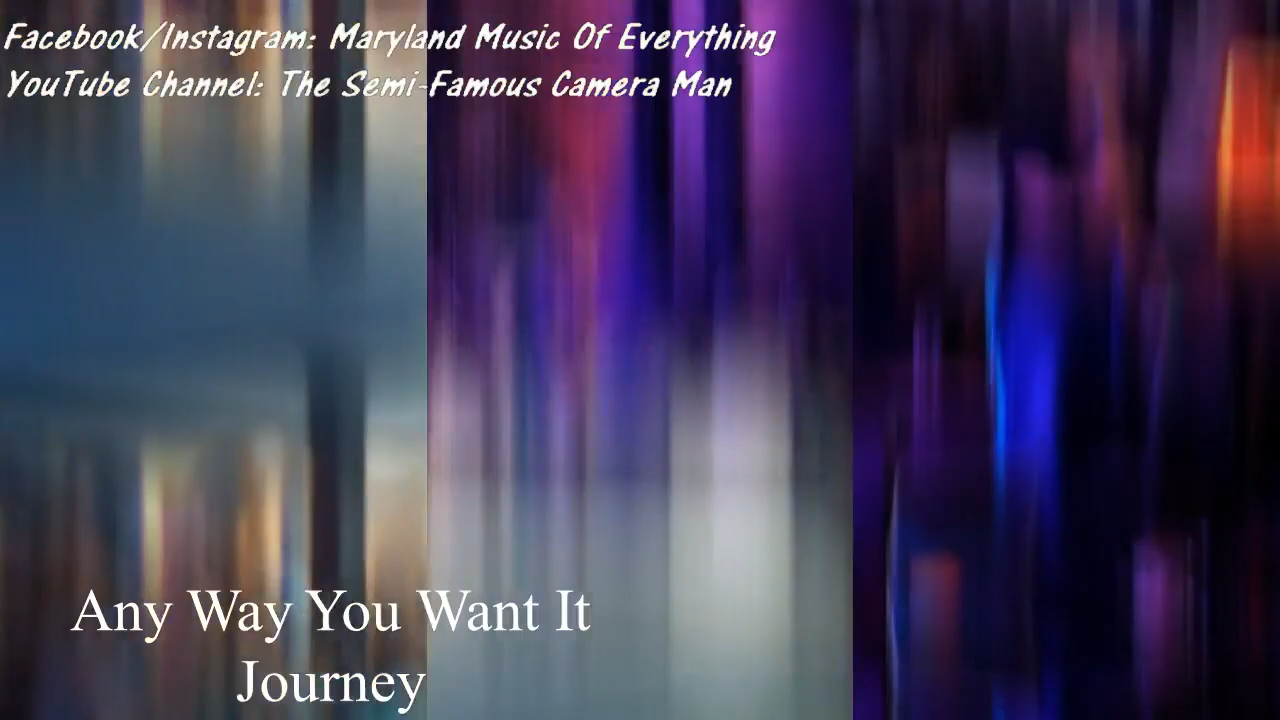 Facebook/Instagram: Maryland Music Of Everything
YouTube Channel: The Semi-Famous Camera Man
Any Way You Want It
Journey